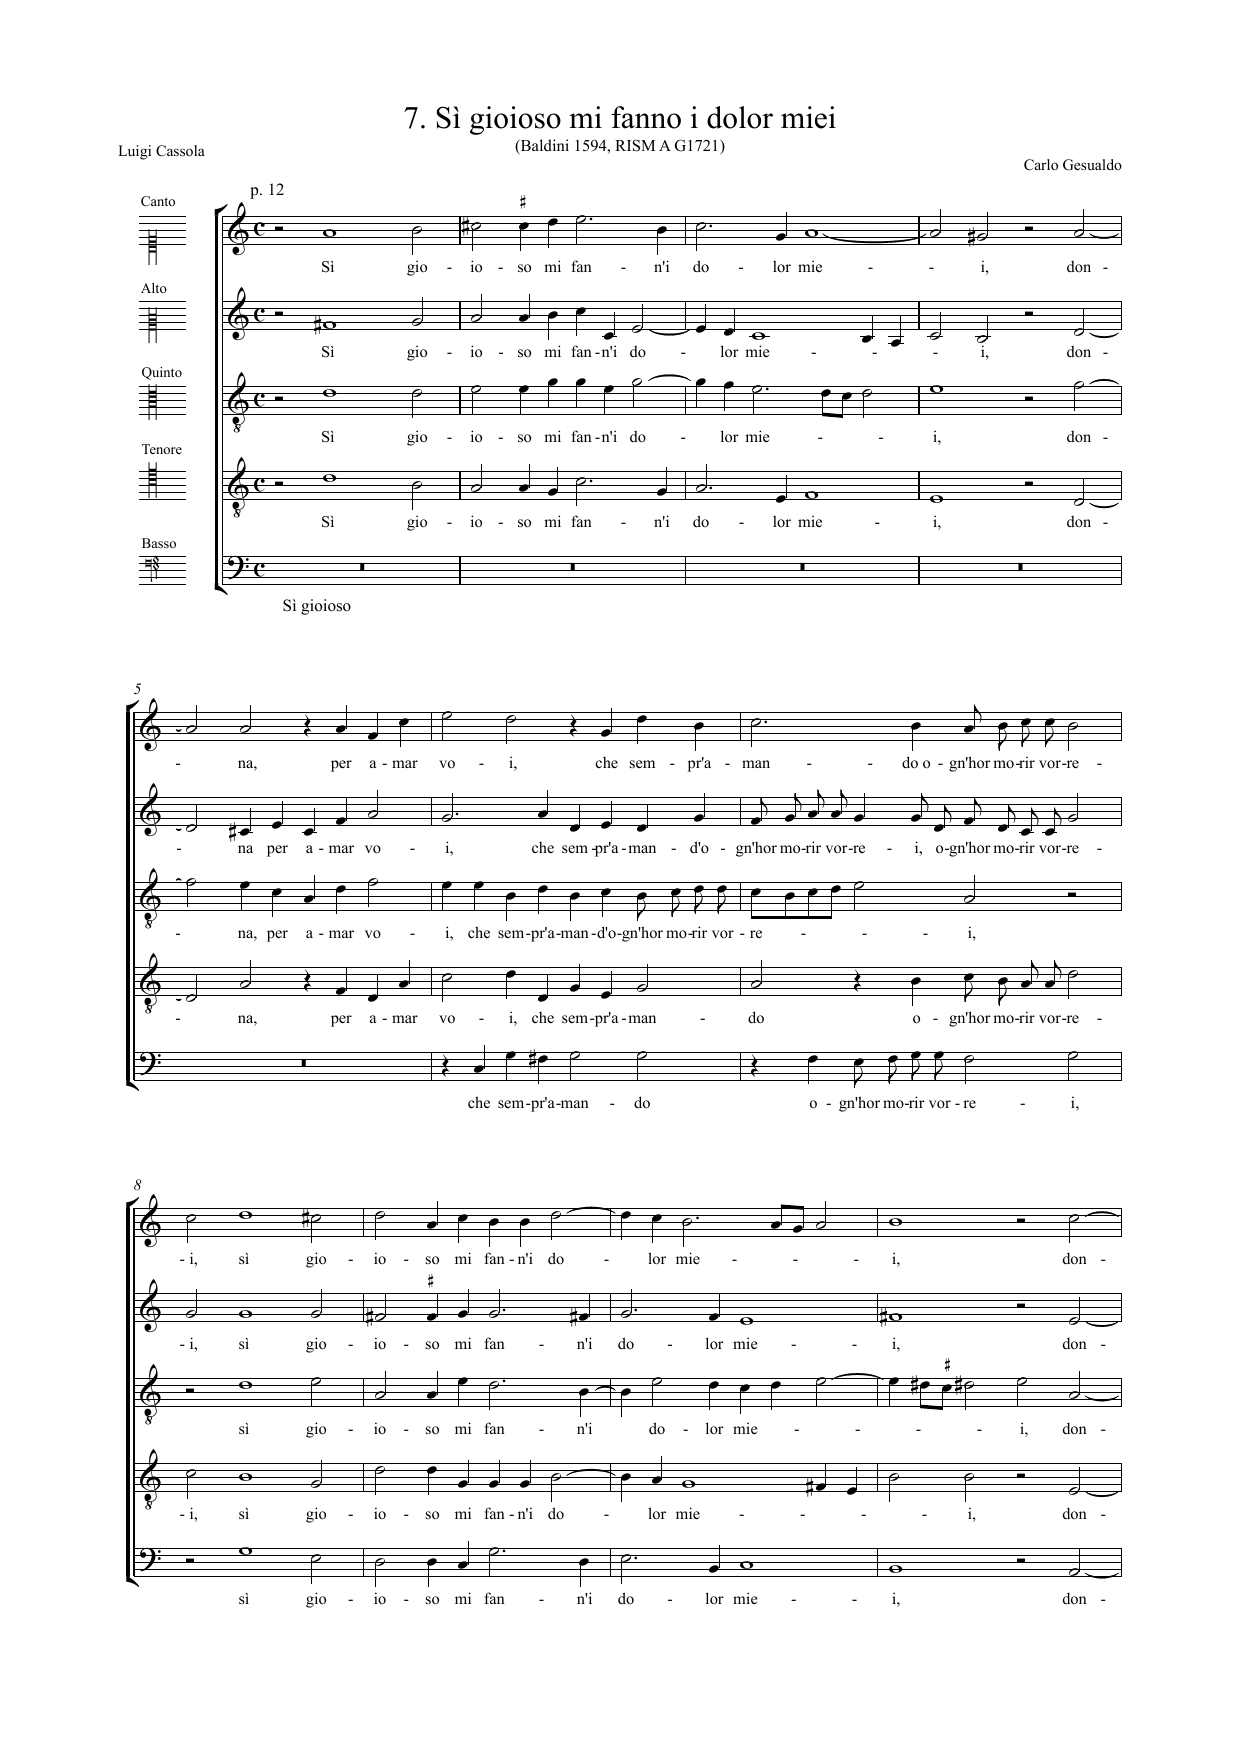 7. Sì gioioso mi fanno i dolor miei
(Baldini 1594, RISM A G1721)
Luigi Cassola
Carlo Gesualdo
p. 12
Canto
Sì gio - io - so mi fan - n'i do - lor mie - - i, don -
Alto
Sì gio - io - so mi fan - n'i do - lor mie - - - i, don -
Quinto
Sì gio - io - so mi fan - n'i do - lor mie - - i, don -
Tenore
Sì gio - io - so mi fan - n'i do - lor mie - i, don -
Basso
Sì gioioso
5
- na, per a - mar vo - i, che sem - pr'a - man - - do o - gn'hor mo - rir vor - re -
- na per a - mar vo - i, che sem - pr'a - man - d'o - gn'hor mo - rir vor - re - i, o - gn'hor mo - rir vor - re -
- na, per a - mar vo - i, che sem - pr'a - man - d'o - gn'hor mo - rir vor - re - - - i,
- na, per a - mar vo - i, che sem - pr'a - man - do o - gn'hor mo - rir vor - re -
che sem - pr'a - man - do o - gn'hor mo - rir vor - re - i,
8
- i, sì gio - io - so mi fan - n'i do - lor mie - - - i, don -
- i, sì gio - io - so mi fan - n'i do - lor mie - - i, don -
sì gio - io - so mi fan - n'i do - lor mie - - - - i, don -
- i, sì gio - io - so mi fan - n'i do - lor mie - - - - i, don -
sì gio - io - so mi fan - n'i do - lor mie - - i, don -